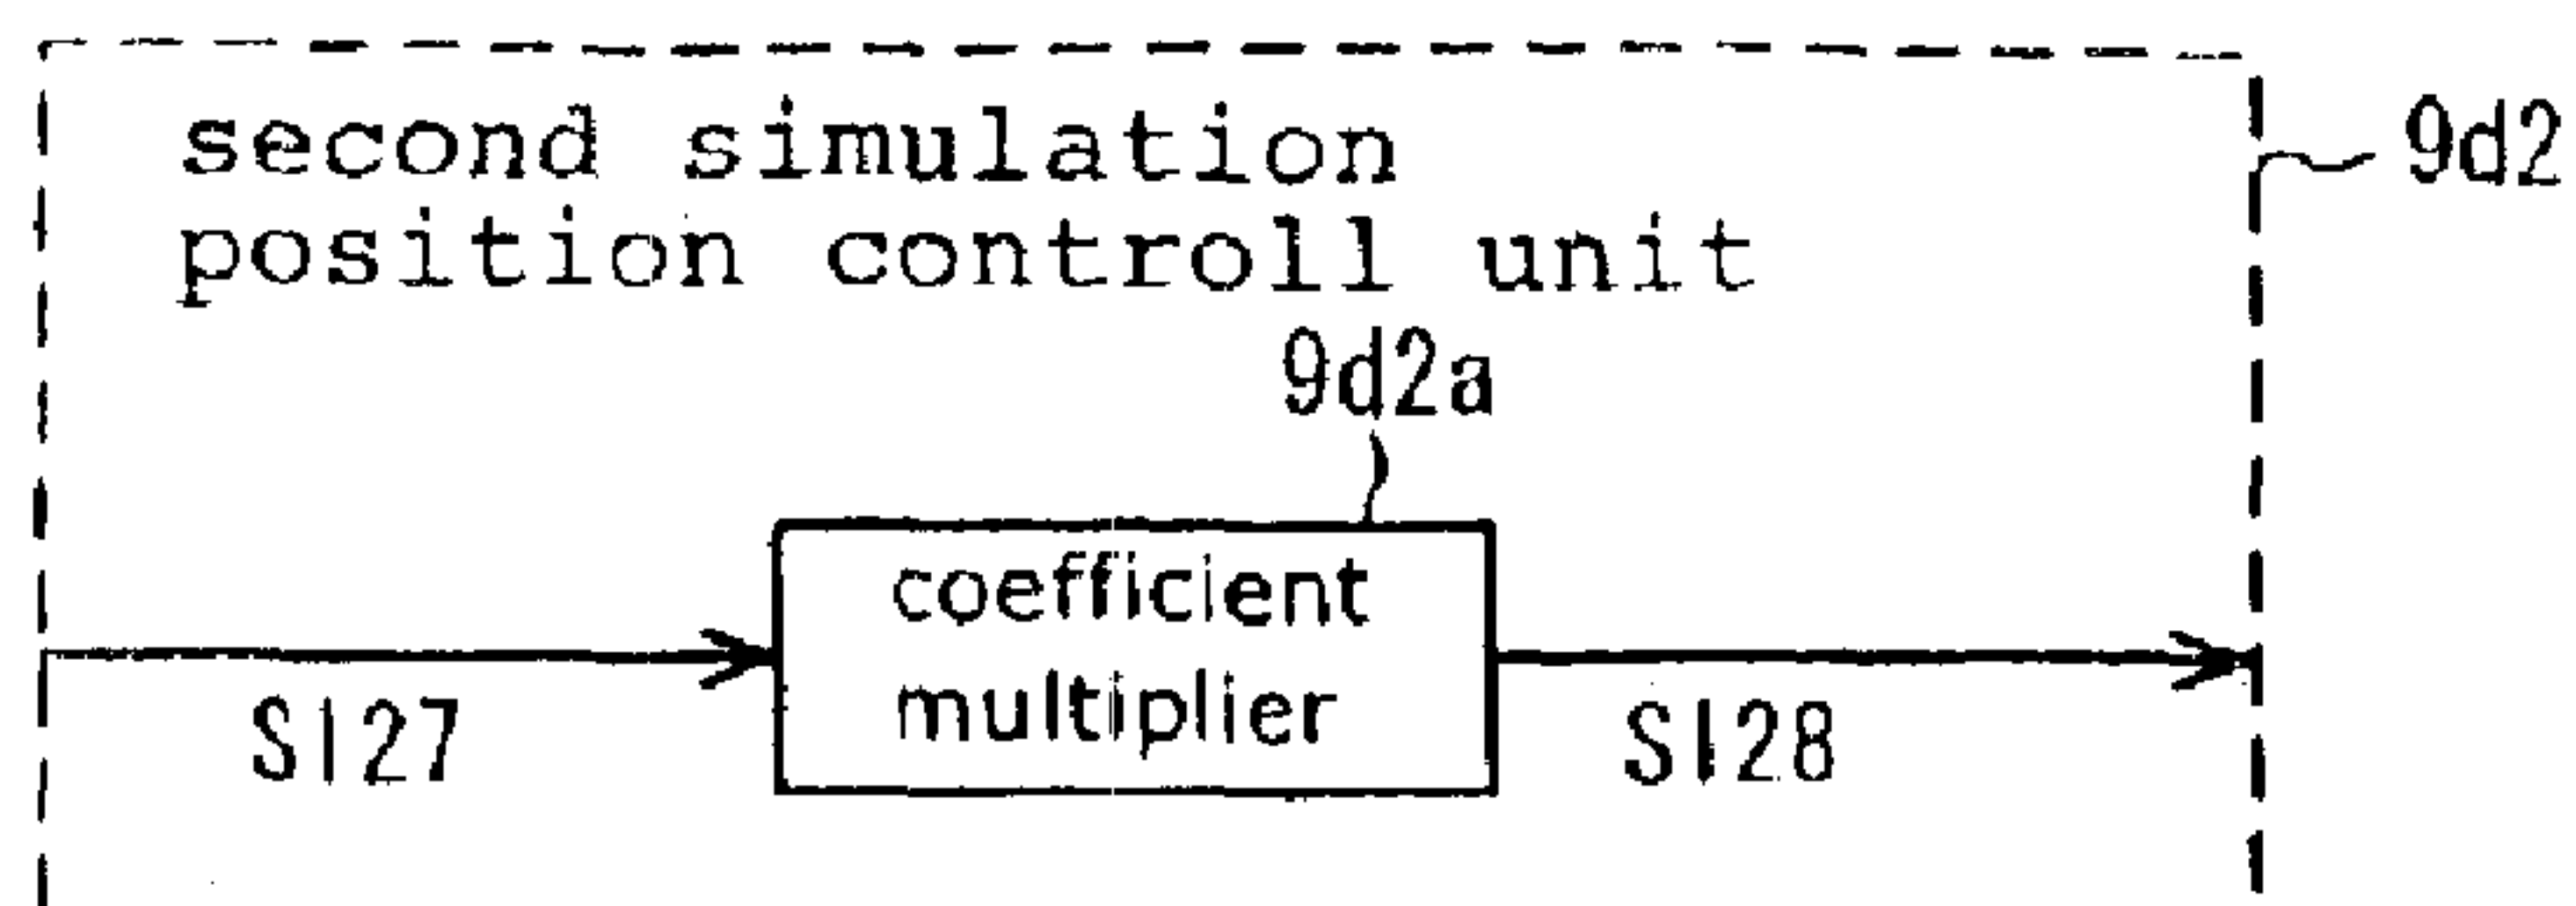 second simulation
9d2
position controll unit
9d2a
coefficient
multiplier
S127
S128